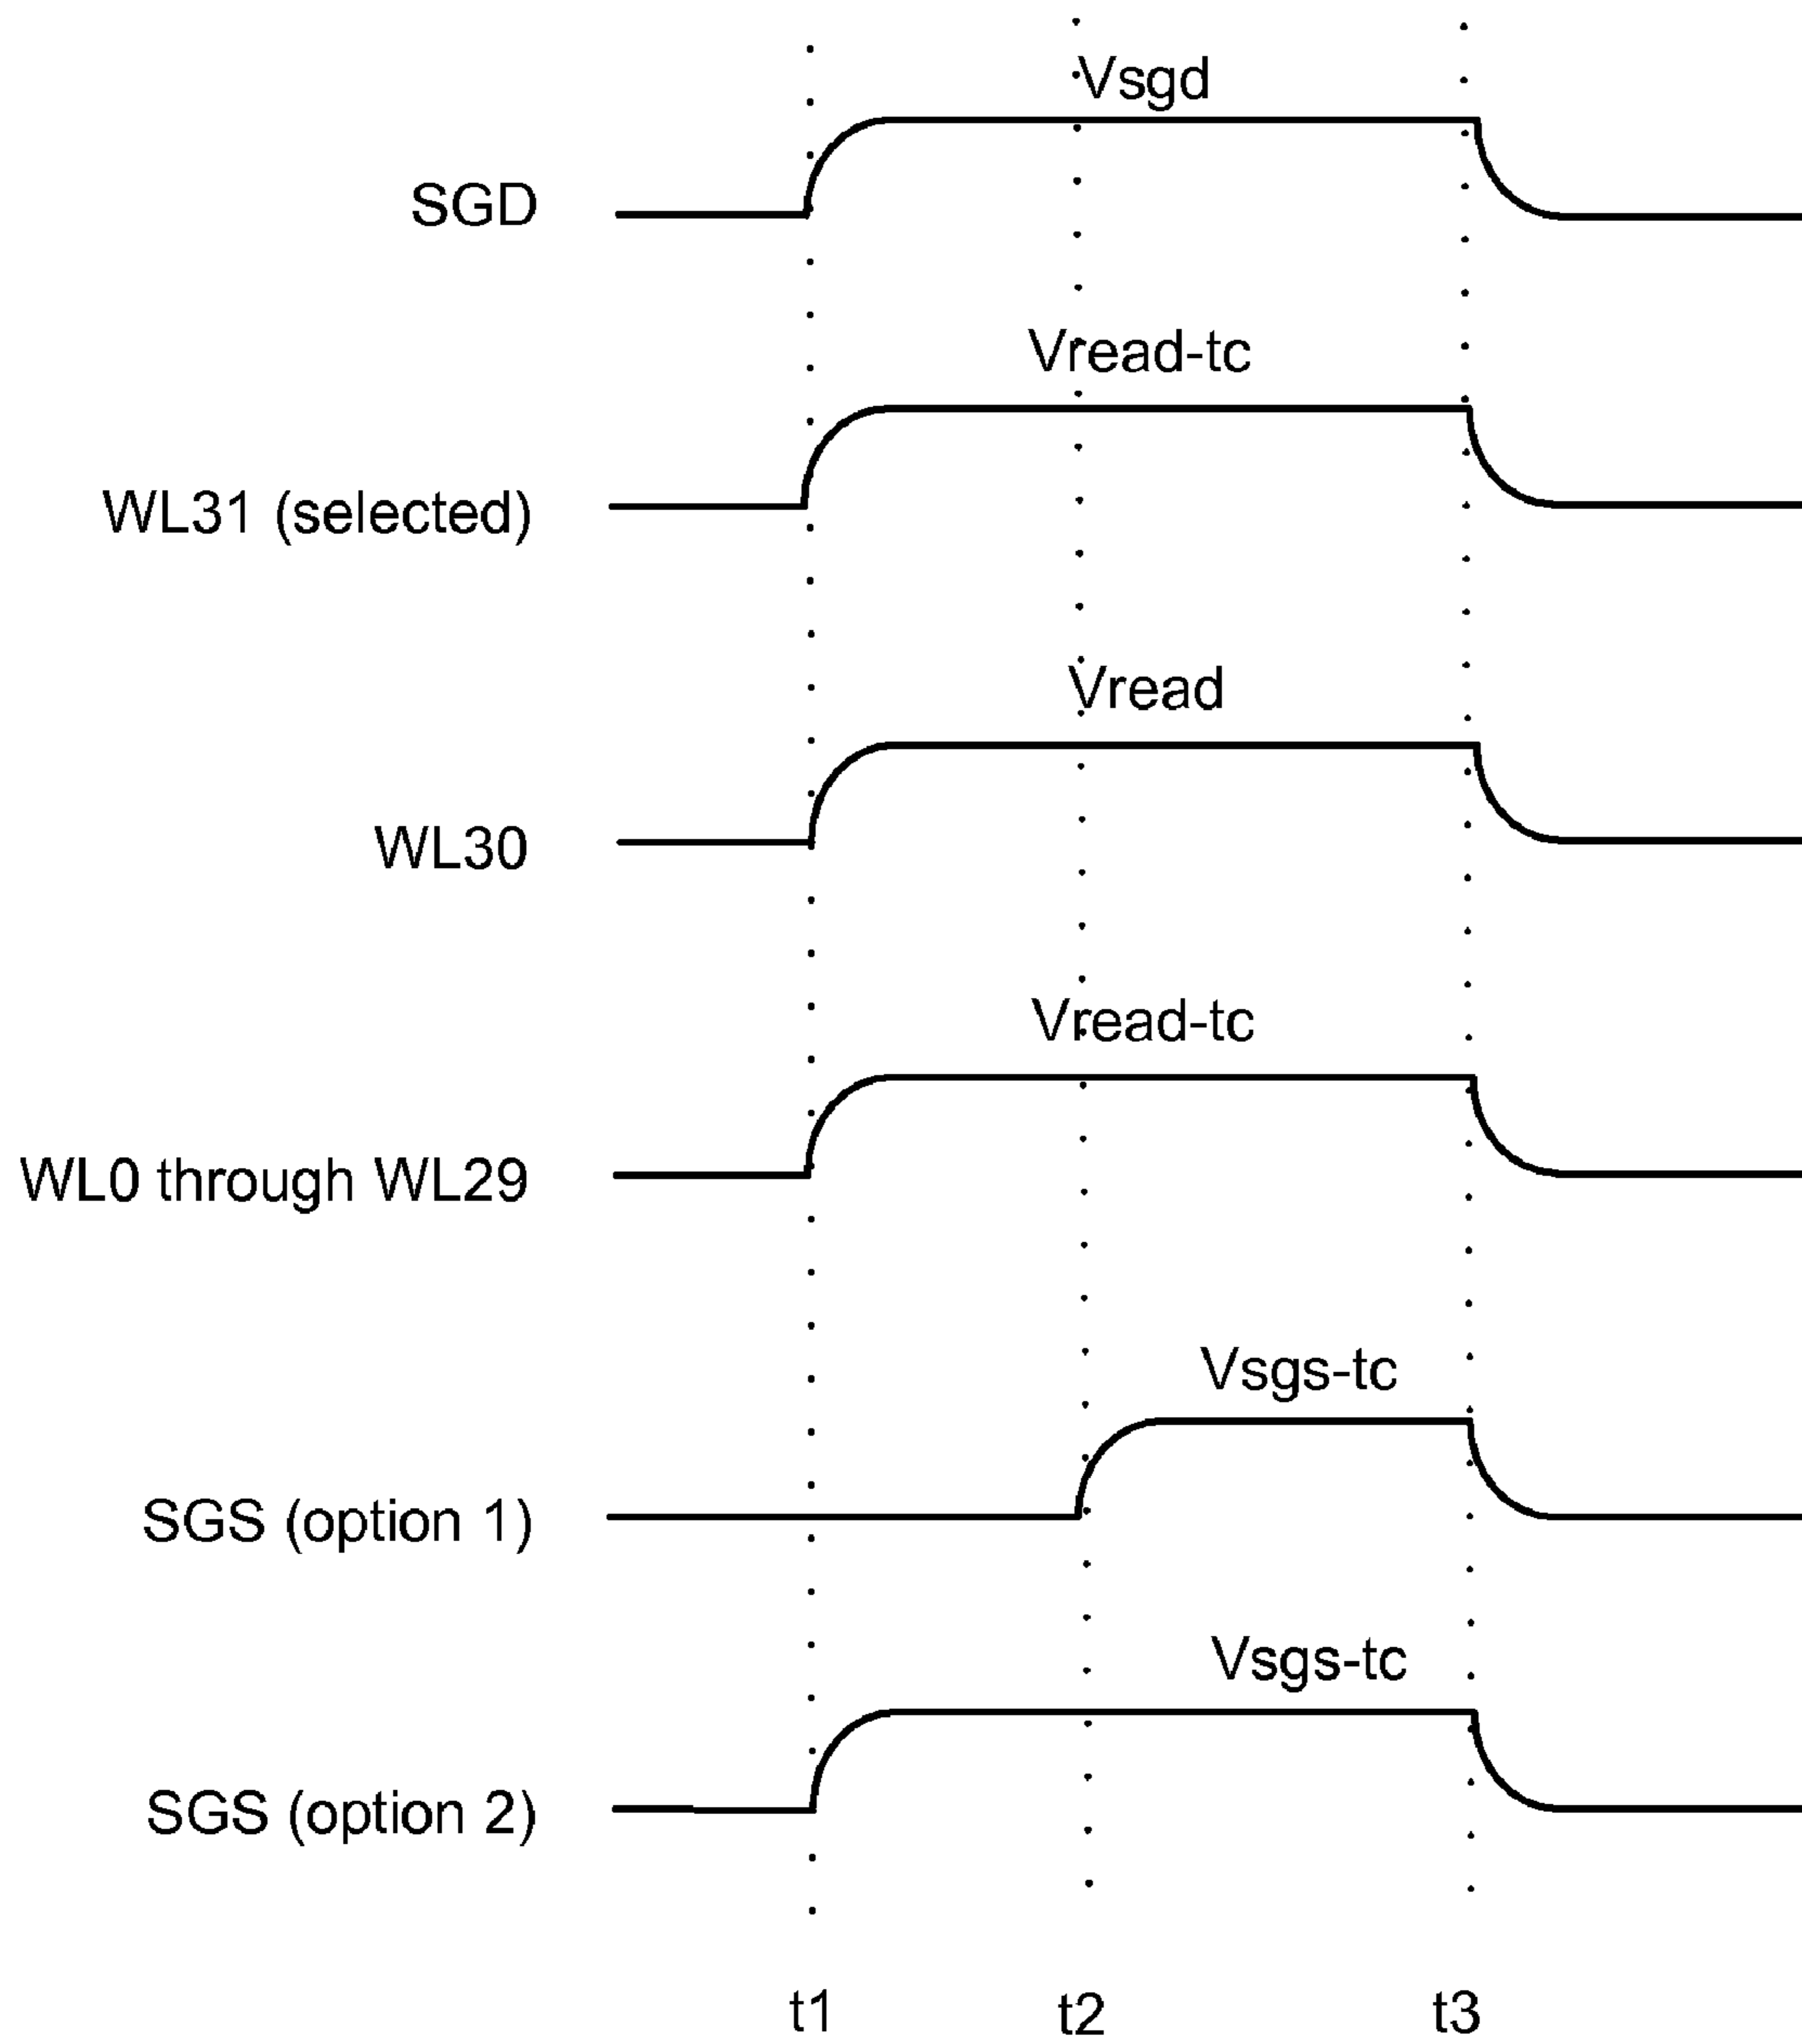 Vsgd
SGD
Vread-tc
WL31 (selected)
Vread
WL30
Vread-tc
WL0 through WL29
Vsgs-tc
SGS (option 1)
Vsgs-tc
SGS (option 2)
t1 t2 t3